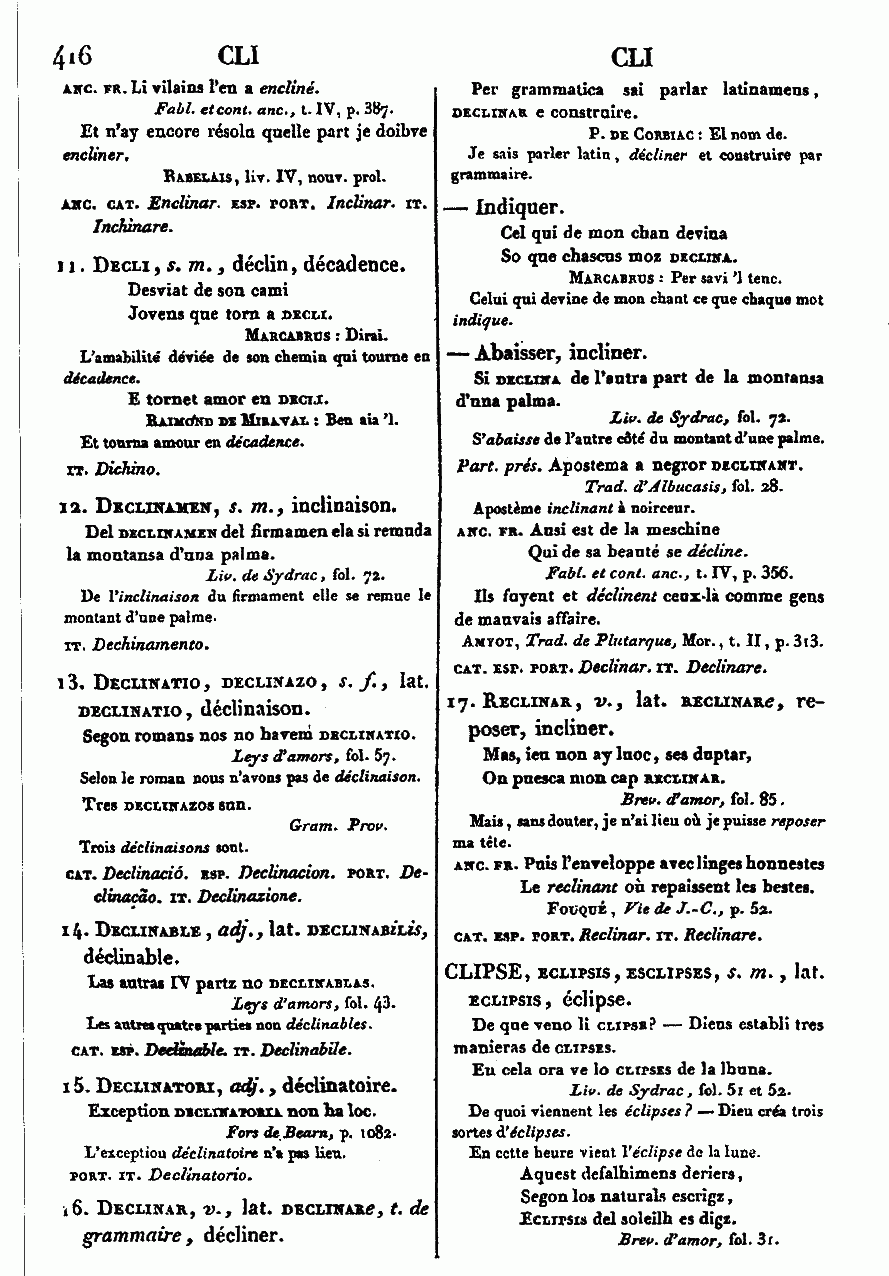 416 CLI CLI
ANC. FR. Li vilains l'en a encliné.
Fabl. et cont. anc., t. IV, p. 387.
Et n'ay encore résolu quelle part je doibve
encliner.
RABELAIS, liv. IV, nouv. prol.
ANC. CAT. Enclinar. ESP. PORT. Inclinar. IT.
Inchinare.
11. DECLI, s. m., déclin, décadence.
Desviat de son cami
Jovens que torn a DECLI.
MARCABRUS : Dirai.
L'amabilité déviée de son chemin qui tourne en
décadence.
E tornet amor en DECLI.
RAIMOND DE MIRAVAL : Ben aia 'l.
Et tourna amour en décadence.
IT. Dichino.
12. DECLINAMEN, s. m., inclinaison.
Del DECLINAMEN del firmamen ela si remuda
la montansa d'una palma.
Liv. de Sydrac, fol. 72.
De l'inclinaison du firmament elle se remue le
montant d'une palme.
IT. Dechinamento.
13. DECLINATIO, DECLINAZO, s. f., lat.
DECLINATIO, déclinaison.
Segon romans nos no havem DECLINATIO.
Leys d'amors, fol. 57.
Selon le roman nous n'avons pas de déclinaison.
Tres DECLINAZOS sun.
Gram. Prov.
Trois déclinaisons sont.
CAT. Declinació. ESP. Declinacion. PORT. De-
clinação. IT. Declinazione.
14. DECLINABLE, adj., lat. DECLINABILIS,
déclinable.
Las autras IV partz no DECLINABLAS.
Leys d'amors, fol. 43.
Les autres quatre parties non déclinables.
CAT. ESP. Declinable. IT. Declinabile.
15. DECLINATORI, adj., déclinatoire.
Exception DECLINATORIA non ha loc.
Fors de Bearn, p. 1082.
L'exception déclinatoire n'a pas lieu.
PORT. IT. Declinatorio.
16. DECLINAR, v., lat. DECLINARE, t. de
grammaire, décliner.
Per grammatica sai parlar latinamens,
DECLINAR e construire.
P. DE CORBIAC : El nom de.
Je sais parler latin, décliner et construire par
grammaire.
— Indiquer.
Cel qui de mon chan devina
So que chascus moz DECLINA.
MARCABRUS : Per savi 'l tenc.
Celui qui devine de mon chant ce que chaque mot
indique.
— Abaisser, incliner.
Si DECLINA de l'autra part de la montansa
d'una palma.
Liv. de Sydrac, fol. 72.
S'abaisse de l'autre côté du montant d'une palme.
Part. prés. Apostema a negror DECLINANT.
Trad. d'Albucasis, fol. 28.
Apostème inclinant à noirceur.
ANC. FR. Ausi est de la meschine
Qui de sa beauté se décline.
Fabl. et cont. anc., t. IV, p. 356.
Ils fuyent et déclinent ceux-là comme gens
de mauvais affaire.
AMYOT, Trad. de Plutarque, Mor., t. II, p. 313.
CAT. ESP. PORT. Declinar. IT. Declinare.
17. RECLINAR, v., lat. RECLINARE, re-
poser, incliner.
Mas, ieu non ay luoc, ses duptar,
On puesca mon cap RECLINAR.
Brev. d'amor, fol. 85.
Mais, sans douter, je n'ai lieu où je puisse reposer
ma tête.
ANC. FR. Puis l'enveloppe avec linges honnestes
Le reclinant où repaissent les bestes.
FOUQUÉ, Vie de J.-C., p. 52.
CAT. ESP. PORT. Reclinar. IT. Reclinare.
CLIPSE, ECLIPSIS, ESCLIPSES, s. m., lat.
ECLIPSIS, éclipse.
De que veno li CLIPSE? — Dieus establi tres
manieras de CLIPSES.
En cela ora ve lo CLIPSES de la lhuna.
Liv. de Sydrac, fol. 51 et 52.
De quoi viennent les éclipses? — Dieu créa trois
sortes d'éclipses.
En cette heure vient l'éclipse de la lune.
Aquest defalhimens deriers,
Segon los naturals escrigz,
ECLIPSIS del soleilh es digz.
Brev. d'amor, fol. 31.